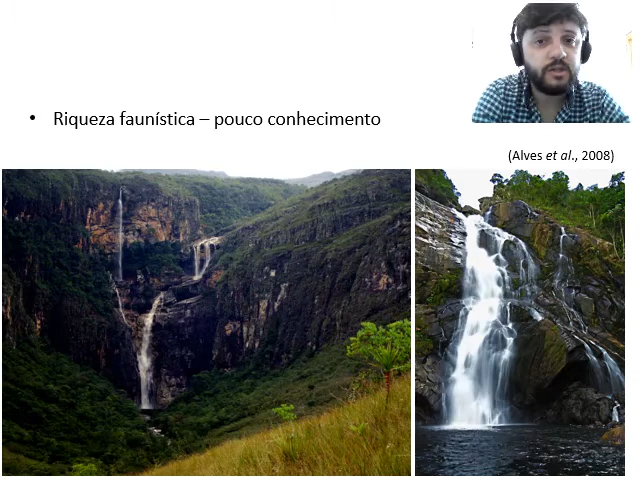 • Riqueza faunística – pouco conhecimento
(Alves et al., 2008)